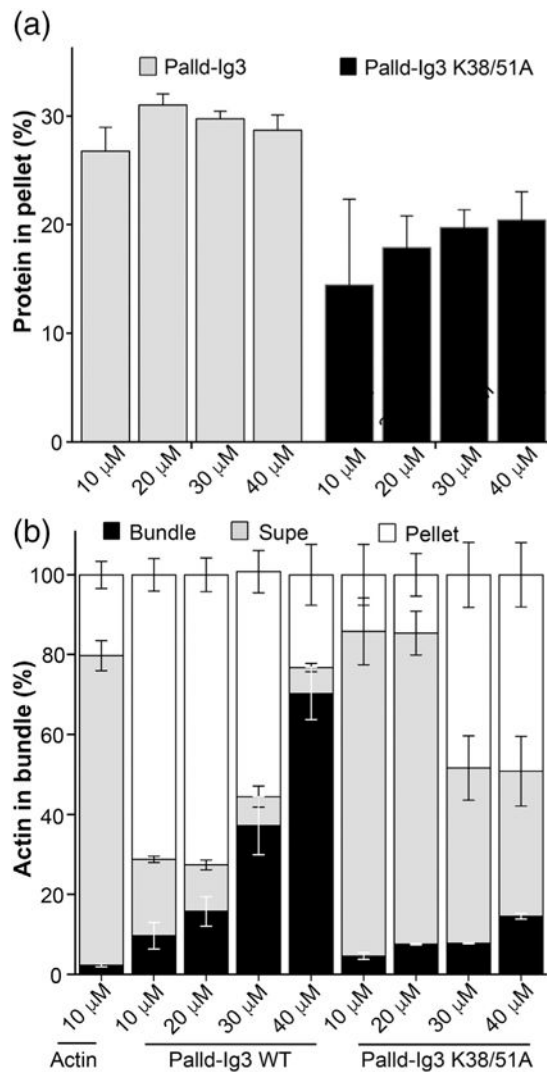 (a)
Palld-Ig3 Palld-Ig3 K38/51A
Protein in pellet (%)
30
20
10
0
10 μM 20 μM 30 μM 40 μM 10 μM 20 μM 30 μM 40 μM
(b)
Bundle Supe Pellet
Actin in bundle (%)
100
80
60
40
20
0
10 μM 10 μM 20 μM 30 μM 40 μM 10 μM 20 μM 30 μM 40 μM
Actin Palld-Ig3 WT Palld-Ig3 K38/51A